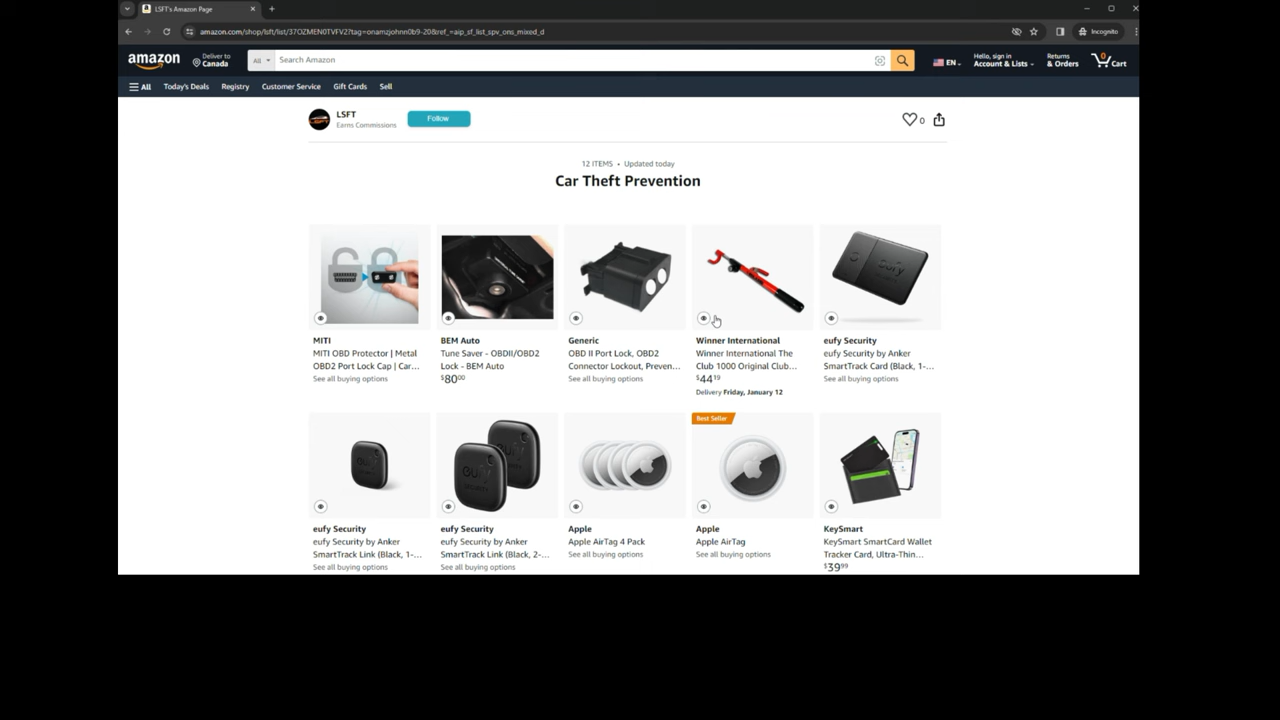 LSFT's Amazon Page
amazon.com/shop/lsft/list/37OZMEN0TVFV2?tag=onamzjohnn0b9-20&ref_=aip_sf_list_spv_ons_mixed_d
Incognito
amazon
Deliver to
Canada
All
Search Amazon
EN
Hello, sign in
Account & Lists
Returns
& Orders
0
Cart
All
Today's Deals
Registry
Customer Service
Gift Cards
Sell
LSFT
Earns Commissions
Follow
0
12 ITEMS • Updated today
Car Theft Prevention
MITI
MITI OBD Protector | Metal
OBD2 Port Lock Cap | Car...
See all buying options
BEM Auto
Tune Saver - OBDII/OBD2
Lock - BEM Auto
$8000
Generic
OBD II Port Lock, OBD2
Connector Lockout, Preven...
See all buying options
Winner International
Winner International The
Club 1000 Original Club...
$4419
Delivery Friday, January 12
eufy Security
eufy Security by Anker
SmartTrack Card (Black, 1-...
See all buying options
eufy Security
eufy Security by Anker
SmartTrack Link (Black, 1-...
See all buying options
eufy Security
eufy Security by Anker
SmartTrack Link (Black, 2-...
See all buying options
Apple
Apple AirTag 4 Pack
See all buying options
Best Seller
Apple
Apple AirTag
See all buying options
KeySmart
KeySmart SmartCard Wallet
Tracker Card, Ultra-Thin...
$3999